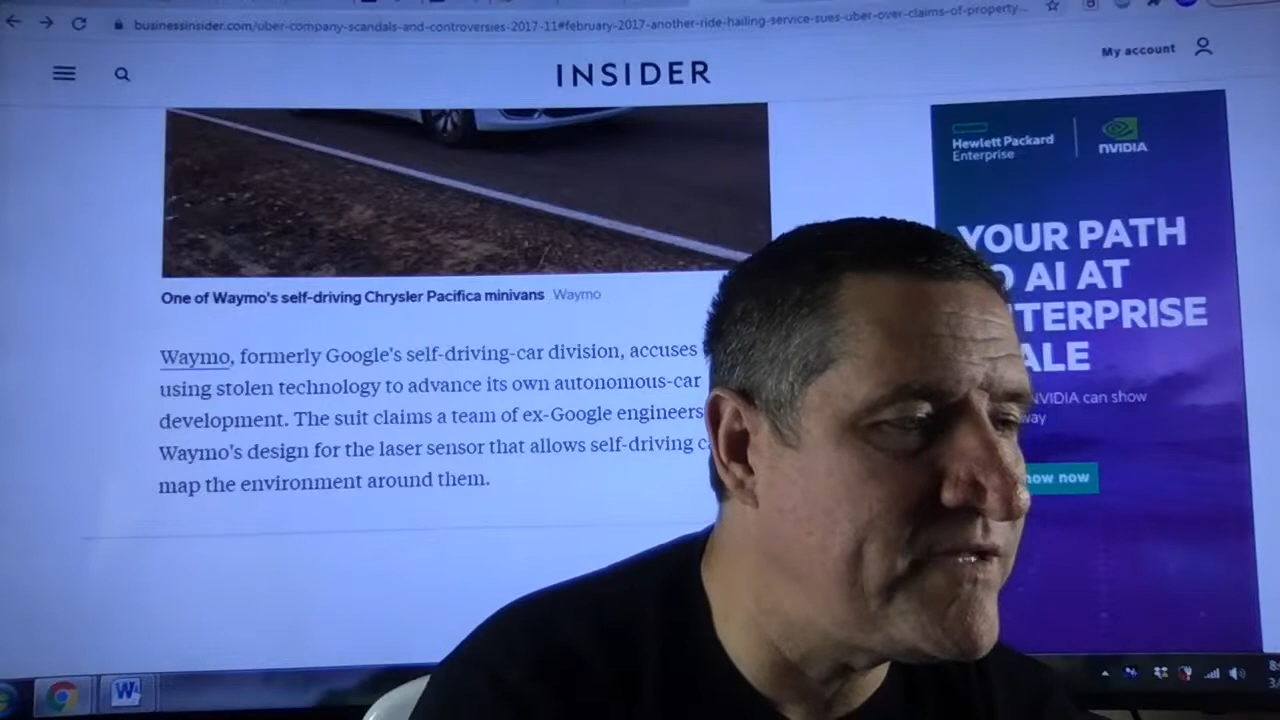 businessinsider.com/uber-company-scandals-and-controversies-2017-11#february-2017-another-ride-hailing-service-sues-uber-over-claims-of-property...
INSIDER
My account
One of Waymo's self-driving Chrysler Pacifica minivans Waymo
Waymo, formerly Google's self-driving-car division, accuses
using stolen technology to advance its own autonomous-car
development. The suit claims a team of ex-Google engineers
Waymo's design for the laser sensor that allows self-driving
map the environment around them.
Hewlett Packard
Enterprise
NVIDIA
YOUR PATH
AI AT
NVIDIA can show
now
W